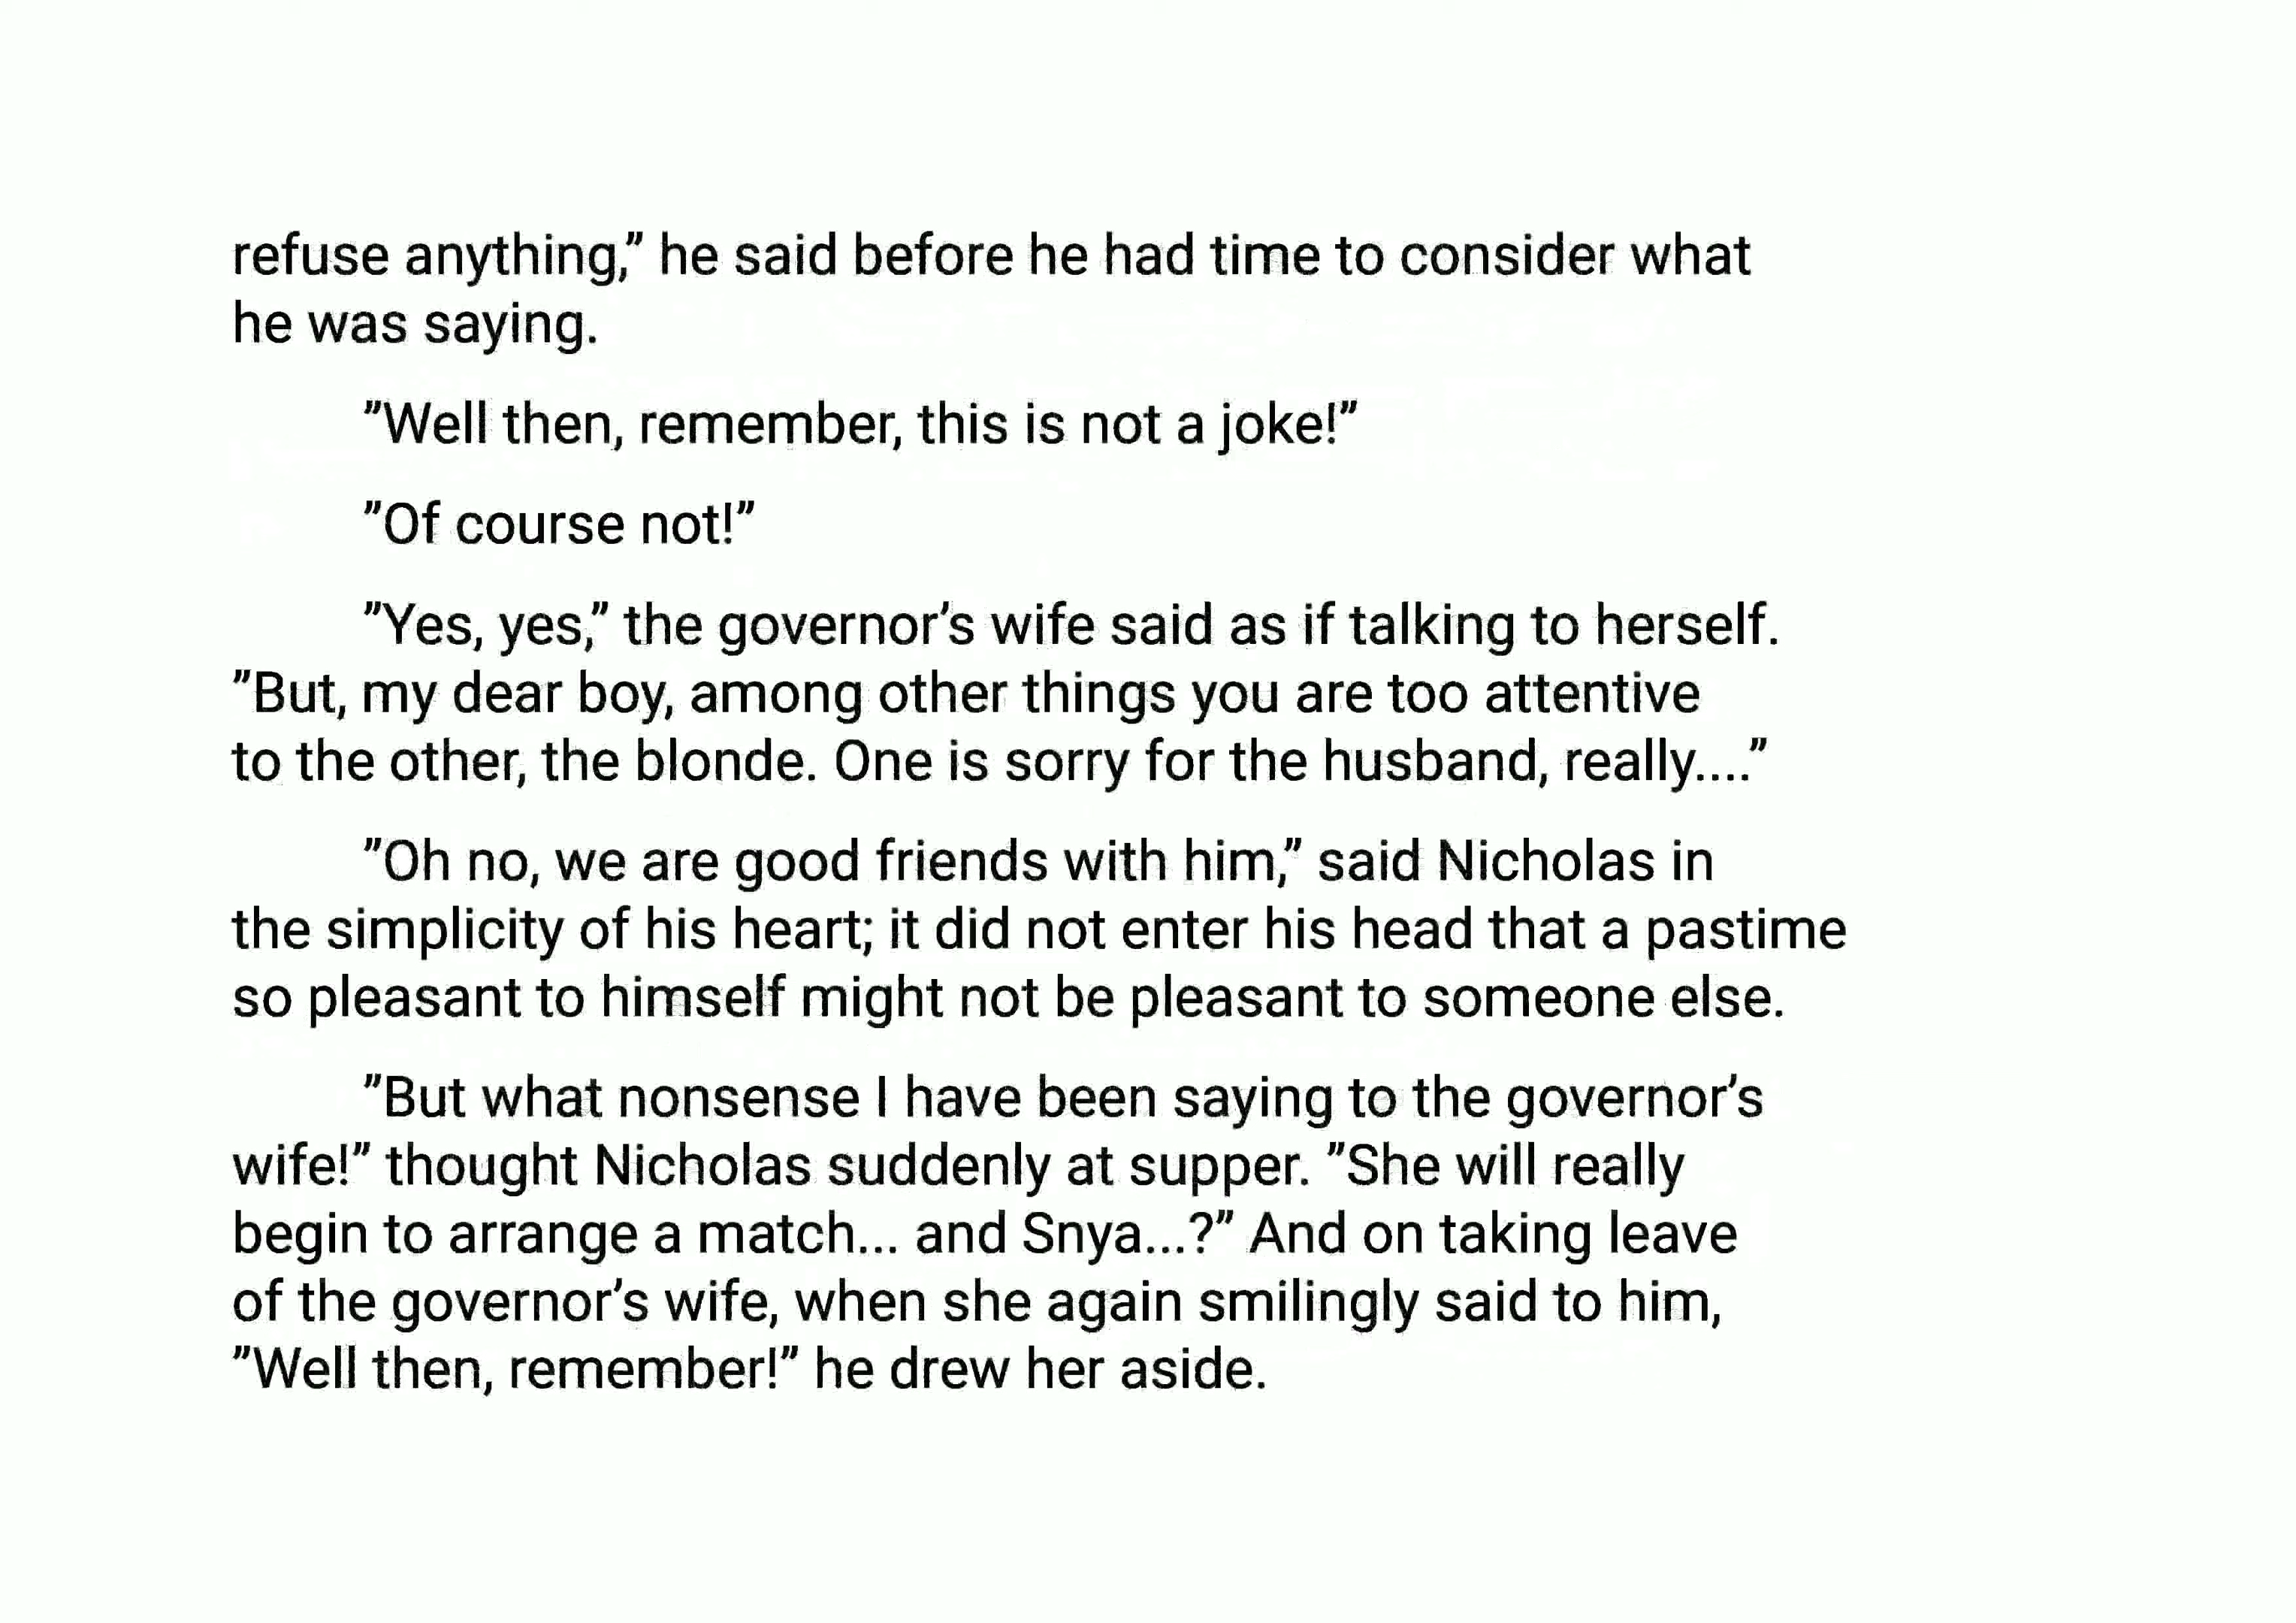 refuse anything,” he said before he had time to consider what
he was saying.
”Well then, remember, this is not a joke!”
”Of course not!”
”Yes, yes,” the governor’s wife said as if talking to herself.
”But, my dear boy, among other things you are too attentive
to the other, the blonde. One is sorry for the husband, really....”
”Oh no, we are good friends with him,” said Nicholas in
the simplicity of his heart; it did not enter his head that a pastime
so pleasant to himself might not be pleasant to someone else.
”But what nonsense I have been saying to the governor’s
wife!” thought Nicholas suddenly at supper. ”She will really
begin to arrange a match... and Snya...?” And on taking leave
of the governor’s wife, when she again smilingly said to him,
”Well then, remember!” he drew her aside.